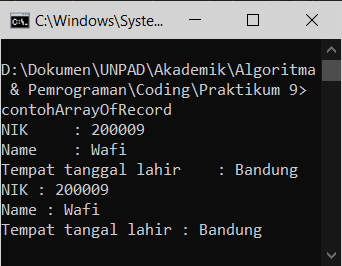 C:\Windows\Syste...
D:\Dokumen\UNPAD\Akademik\Algoritma
& Pemrograman\Coding\Praktikum 9>
contohArrayOfRecord
NIK    : 200009
Name   : Wafi
Tempat tanggal lahir   : Bandung
NIK : 200009
Name : Wafi
Tempat tangal lahir : Bandung